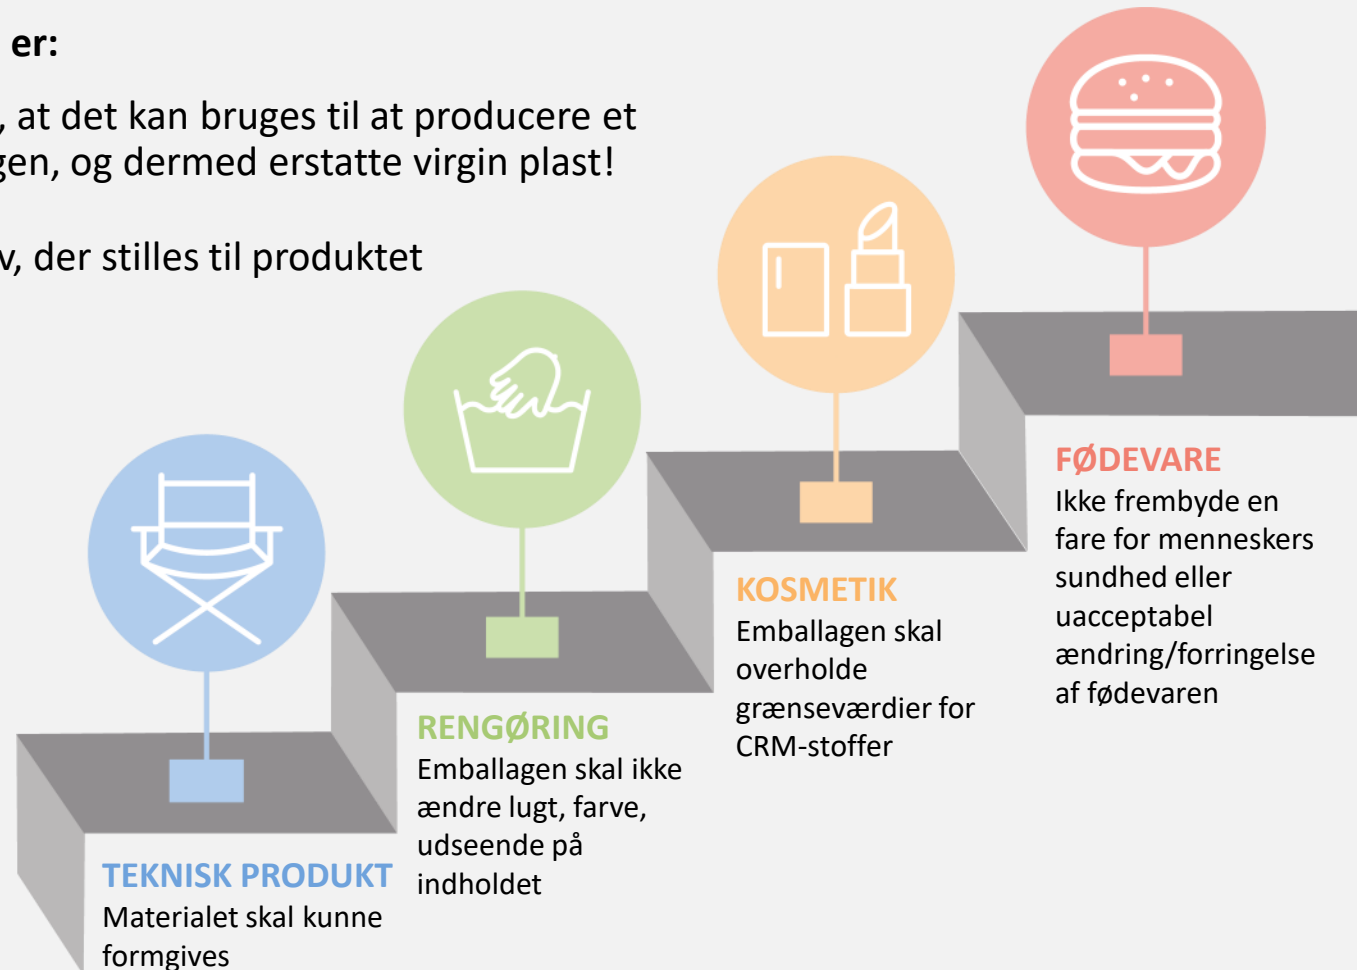 er:
, at det kan bruges til at producere et
gen, og dermed erstatte virgin plast!
v, der stilles til produktet
TEKNISK PRODUKT
Materialet skal kunne
formgives
RENGØRING
Emballagen skal ikke
ændre lugt, farve,
udseende på
indholdet
KOSMETIK
Emballagen skal
overholde
grænseværdier for
CRM-stoffer
FØDEVARE
Ikke frembyde en
fare for menneskers
sundhed eller
uacceptabel
ændring/forringelse
af fødevaren